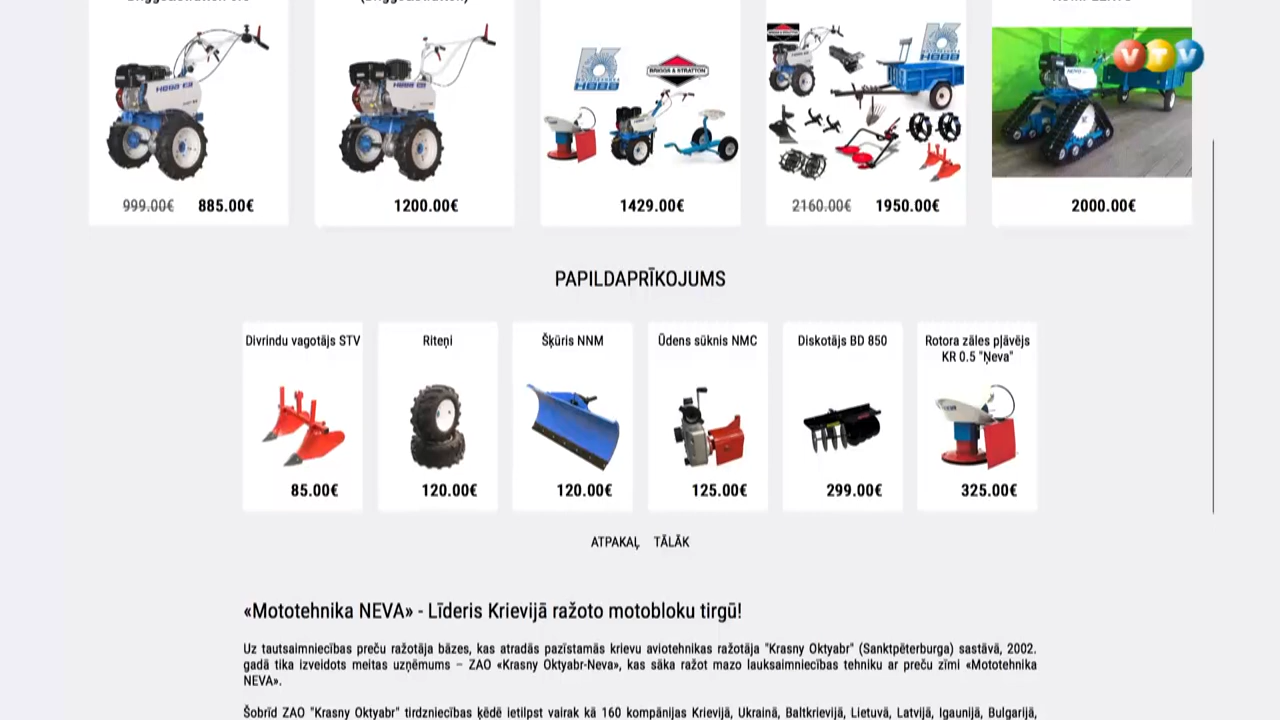 VTV
BRIGGS & STRATTON
НЕВА
999.00€ 885.00€
1200.00€
1429.00€
2160.00€ 1950.00€
2000.00€
PAPILDAPRĪKOJUMS
Divrindu vagotājs STV
Riteņi
Šķūris NNM
Ūdens sūknis NMC
Diskotājs BD 850
Rotora zāles pļāvējs
KR 0.5 "Ņeva"
85.00€
120.00€
120.00€
125.00€
299.00€
325.00€
ATPAKAĻ TĀLĀK
«Mototehnika NEVA» - Līderis Krievijā ražoto motobloku tirgū!
Uz tautsaimniecības preču ražotāja bāzes, kas atradās pazīstamās krievu aviotehnikas ražotāja "Krasny Oktyabr" (Sanktpēterburga) sastāvā, 2002.
gadā tika izveidots meitas uzņēmums – ZAO «Krasny Oktyabr-Neva», kas sāka ražot mazo lauksaimniecības tehniku ar preču zīmi «Mototehnika
NEVA».
Šobrīd ZAO "Krasny Oktyabr" tirdzniecības ķēdē ietilpst vairak kā 160 kompānijas Krievijā, Ukrainā, Baltkrievijā, Lietuvā, Latvijā, Igaunijā, Bulgārijā,